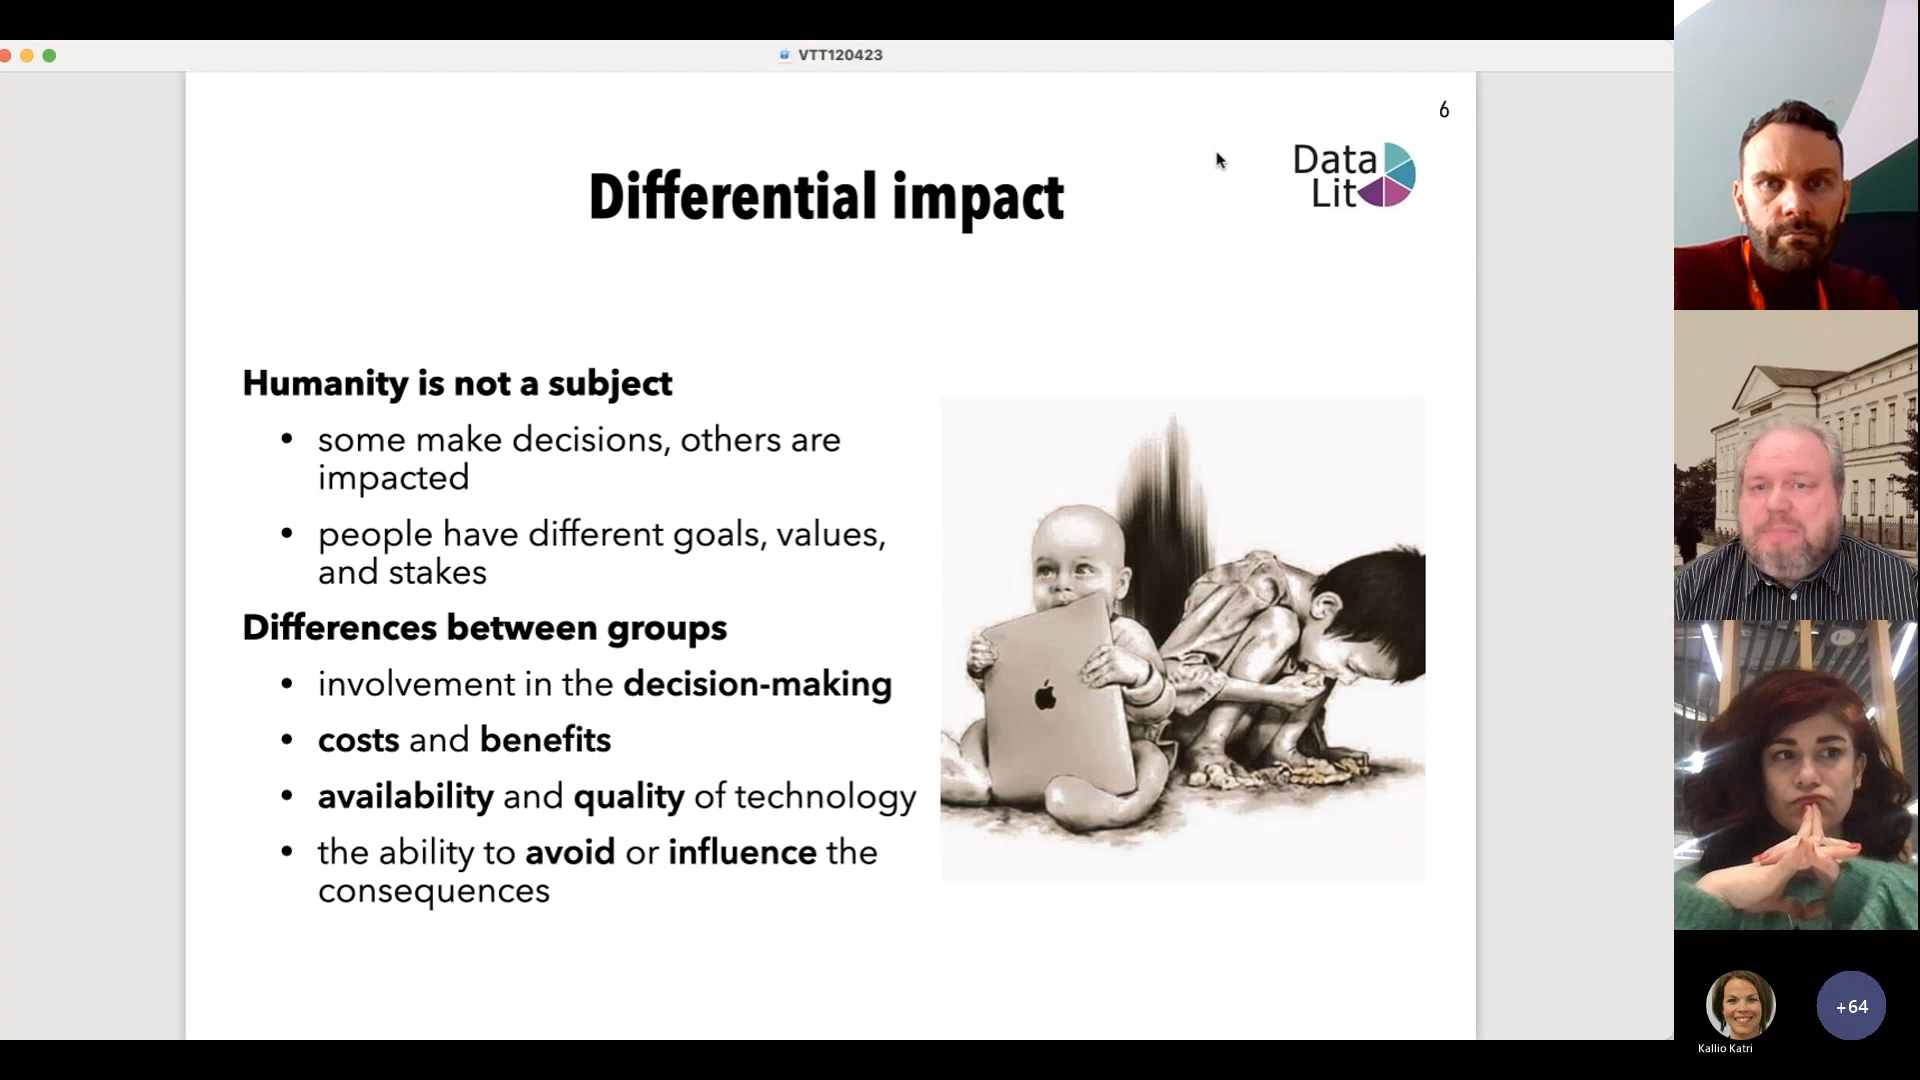 VTT120423
6
Data
Lit
Differential impact
Humanity is not a subject
• some make decisions, others are
impacted
• people have different goals, values,
and stakes
Differences between groups
• involvement in the decision-making
• costs and benefits
• availability and quality of technology
• the ability to avoid or influence the
consequences
+64
Kallio Katri